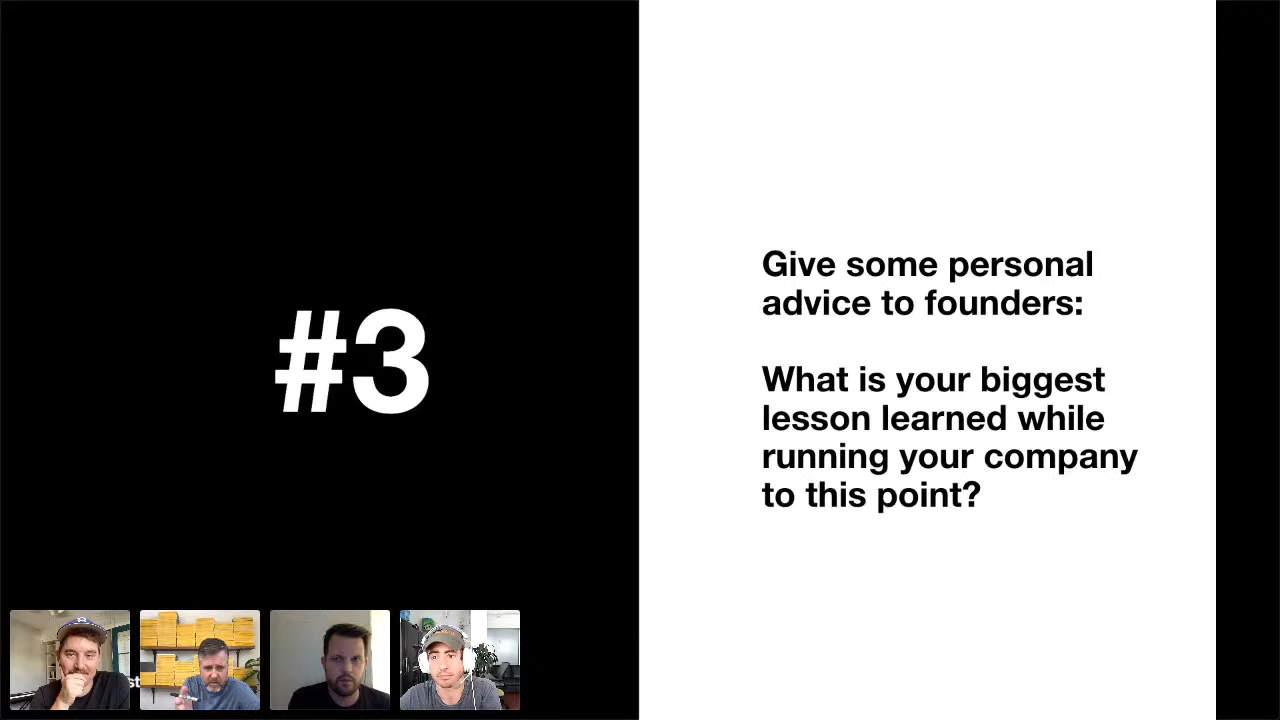 #3
Give some personal
advice to founders:
What is your biggest
lesson learned while
running your company
to this point?
st